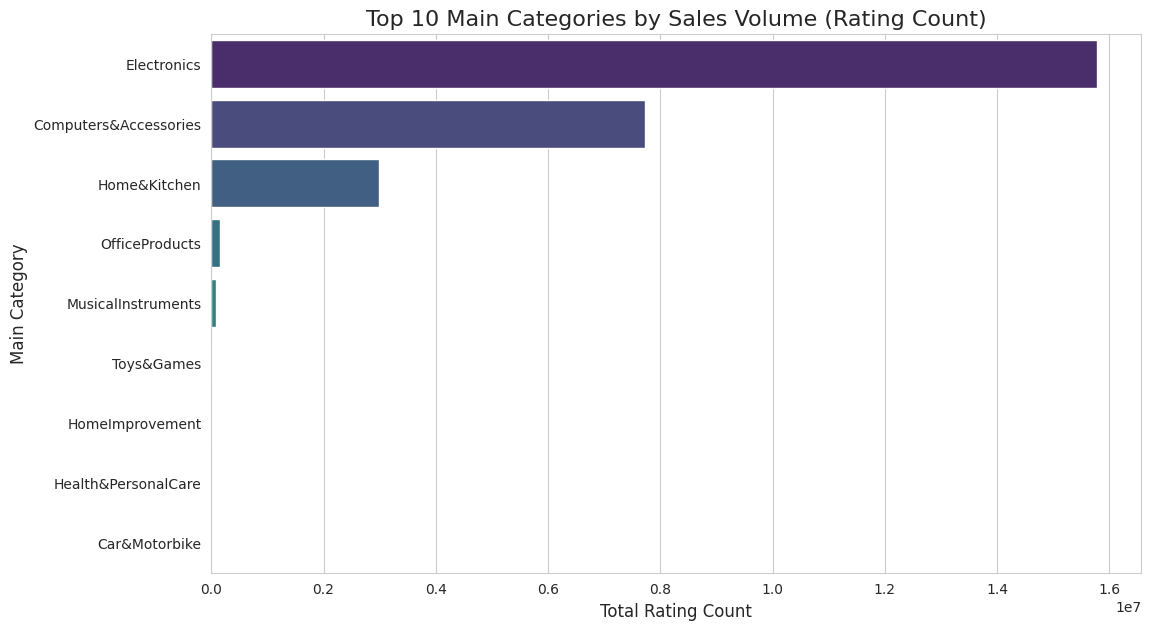 Top 10 Main Categories by Sales Volume (Rating Count)
Main Category
Electronics
Computers&Accessories
Home&Kitchen
OfficeProducts
MusicalInstruments
Toys&Games
HomeImprovement
Health&PersonalCare
Car&Motorbike
0.0 0.2 0.4 0.6 0.8 1.0 1.2 1.4 1.6
1e7
Total Rating Count